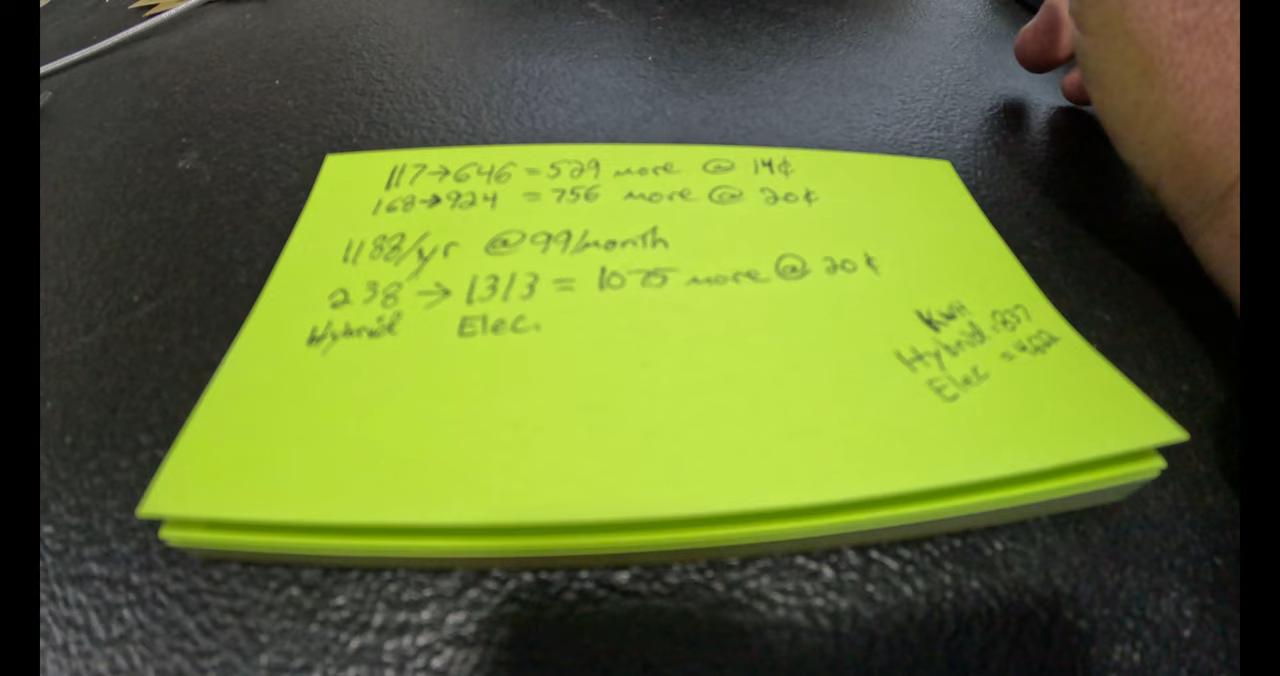 117→646 = 529 more @ 14¢
168→924 = 756 more @ 20¢
1188/yr @ 99/month
238 → 1313 = 1075 more @ 20¢
Hybrid Elec.
KwH
Hybrid: 837
Elec =